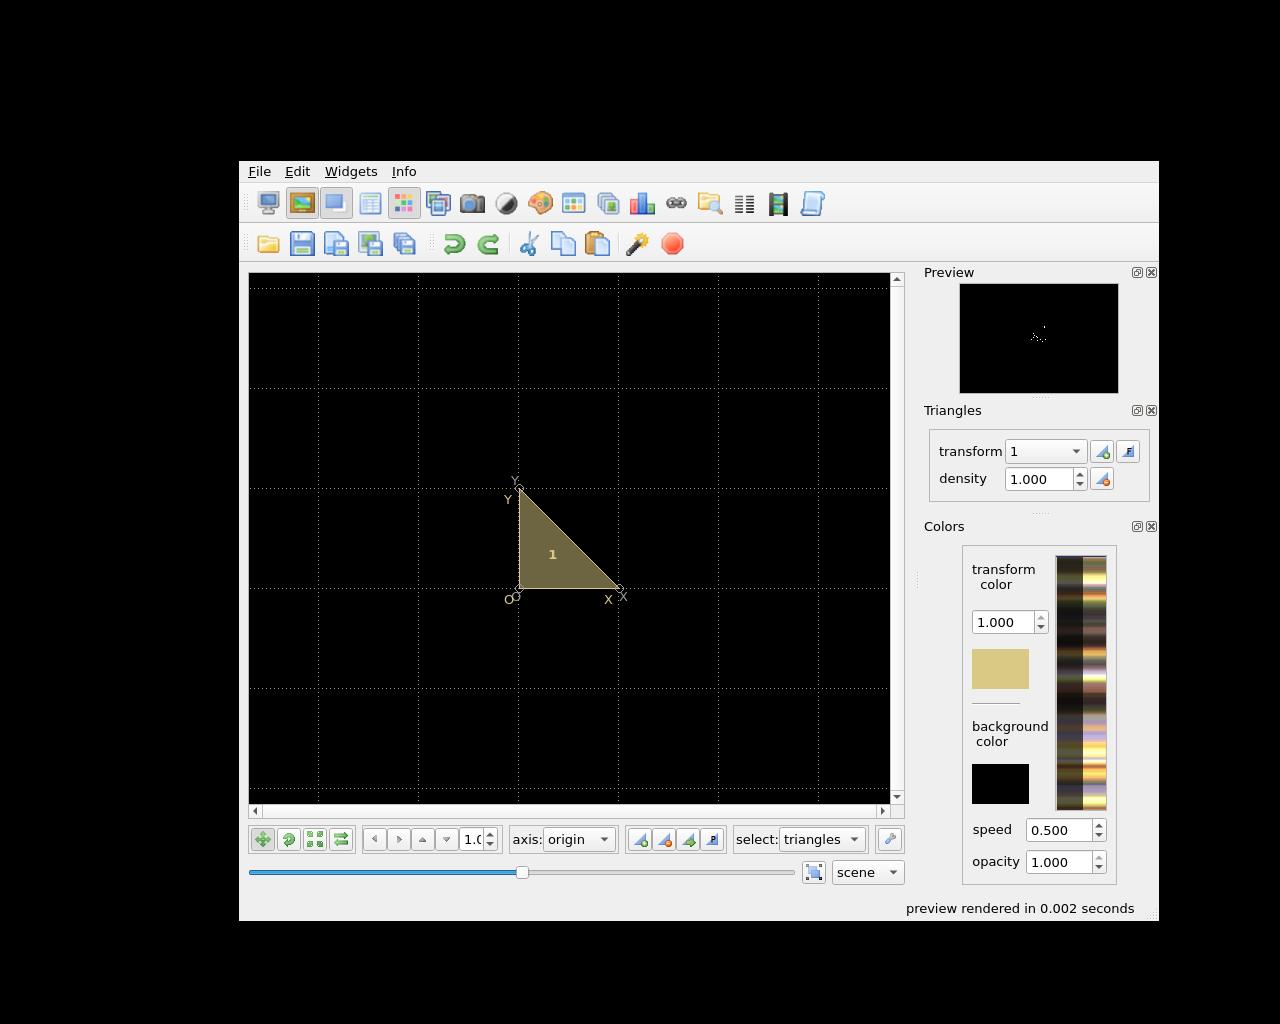 File Edit Widgets Info
Preview
Triangles
transform 1
density 1.000
Colors
transform
color
1.000
background
color
speed 0.500
opacity 1.000
Y
Y
1
O O X X
1.0 axis: origin select: triangles
scene
preview rendered in 0.002 seconds